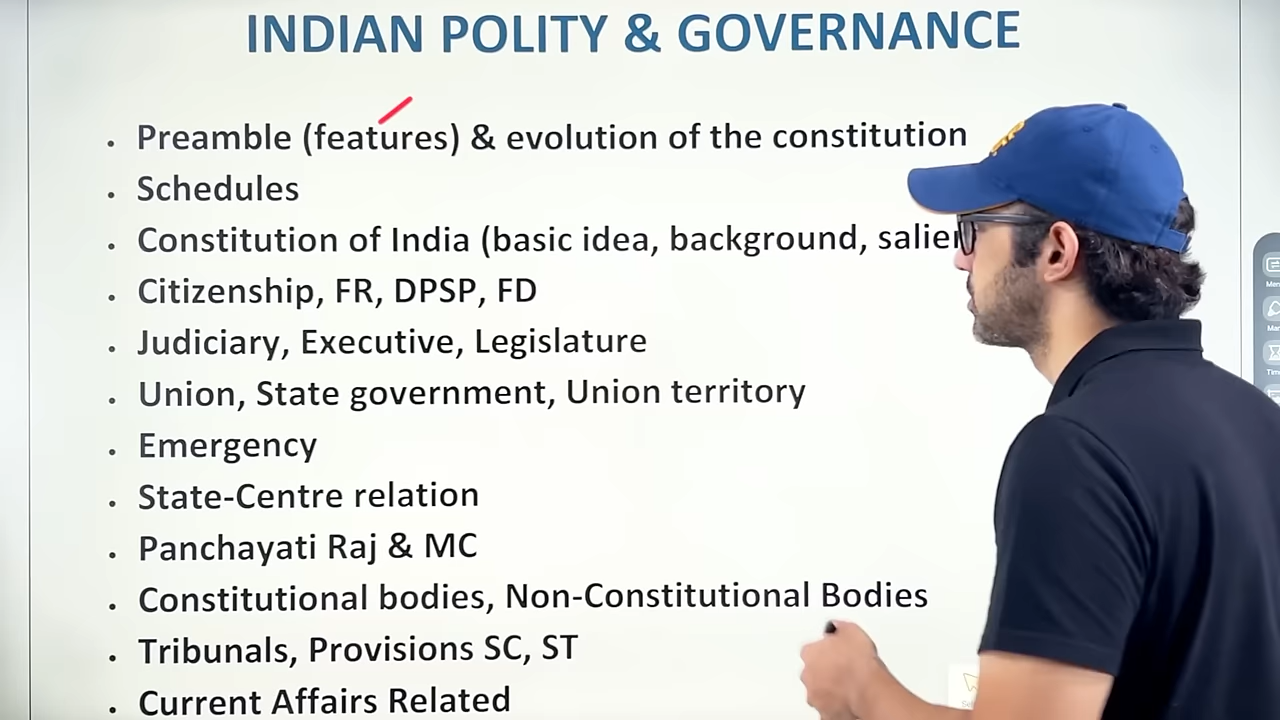 INDIAN POLITY & GOVERNANCE
. Preamble (features) & evolution of the constitution
. Schedules
. Constitution of India (basic idea, background,
. Citizenship, FR, DPSP, FD
. Judiciary, Executive, Legislature
. Union, State government, Union territory
. Emergency
. State-Centre relation
. Panchayati Raj & MC
. Constitutional bodies, Non-Constitutional Bodies
. Tribunals, Provisions SC, ST
. Current Affairs Related